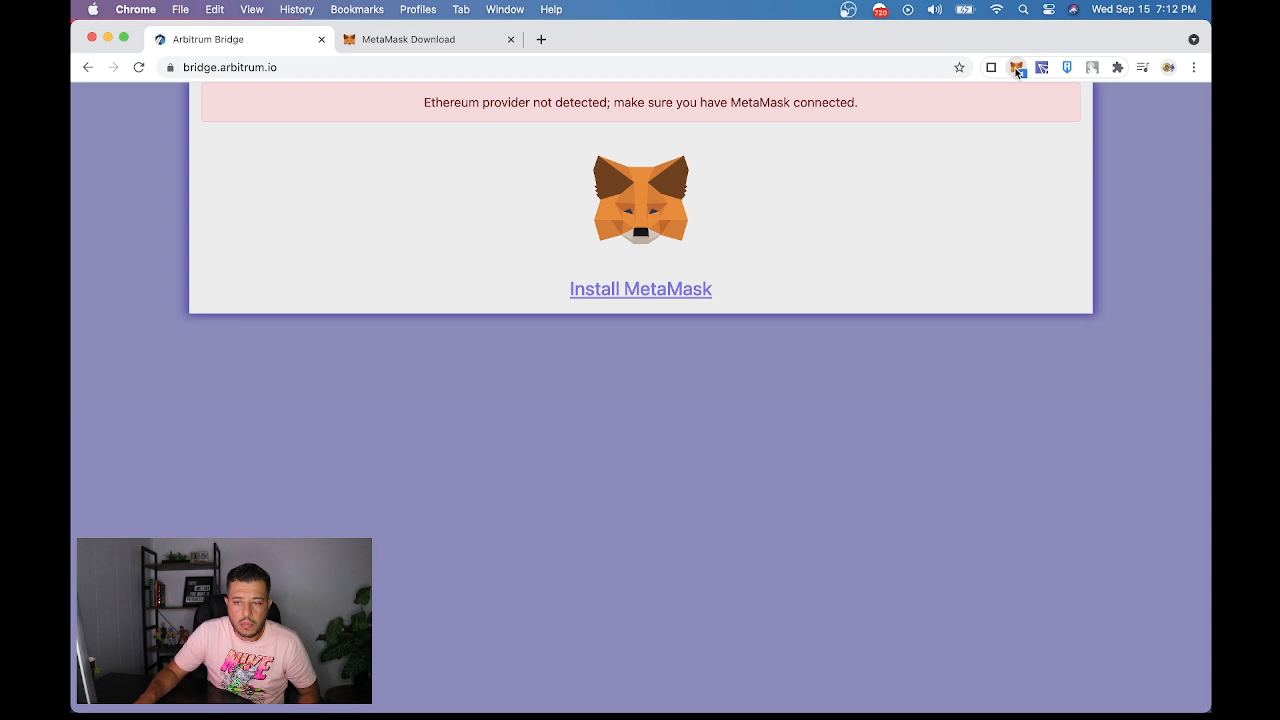 Chrome File Edit View History Bookmarks Profiles Tab Window Help 720 Wed Sep 15 7:12 PM
Arbitrum Bridge MetaMask Download
bridge.arbitrum.io
Ethereum provider not detected; make sure you have MetaMask connected.
Install MetaMask